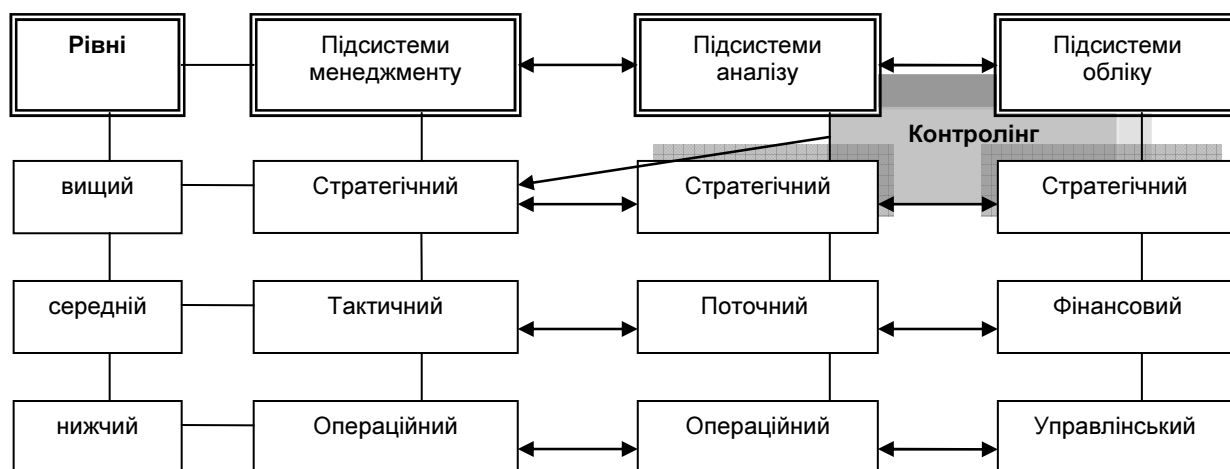 Рівні
Підсистеми
менеджменту
Підсистеми
аналізу
Підсистеми
обліку
Контролінг
вищий
Стратегічний
Стратегічний
Стратегічний
середній
Тактичний
Поточний
Фінансовий
нижчий
Операційний
Операційний
Управлінський